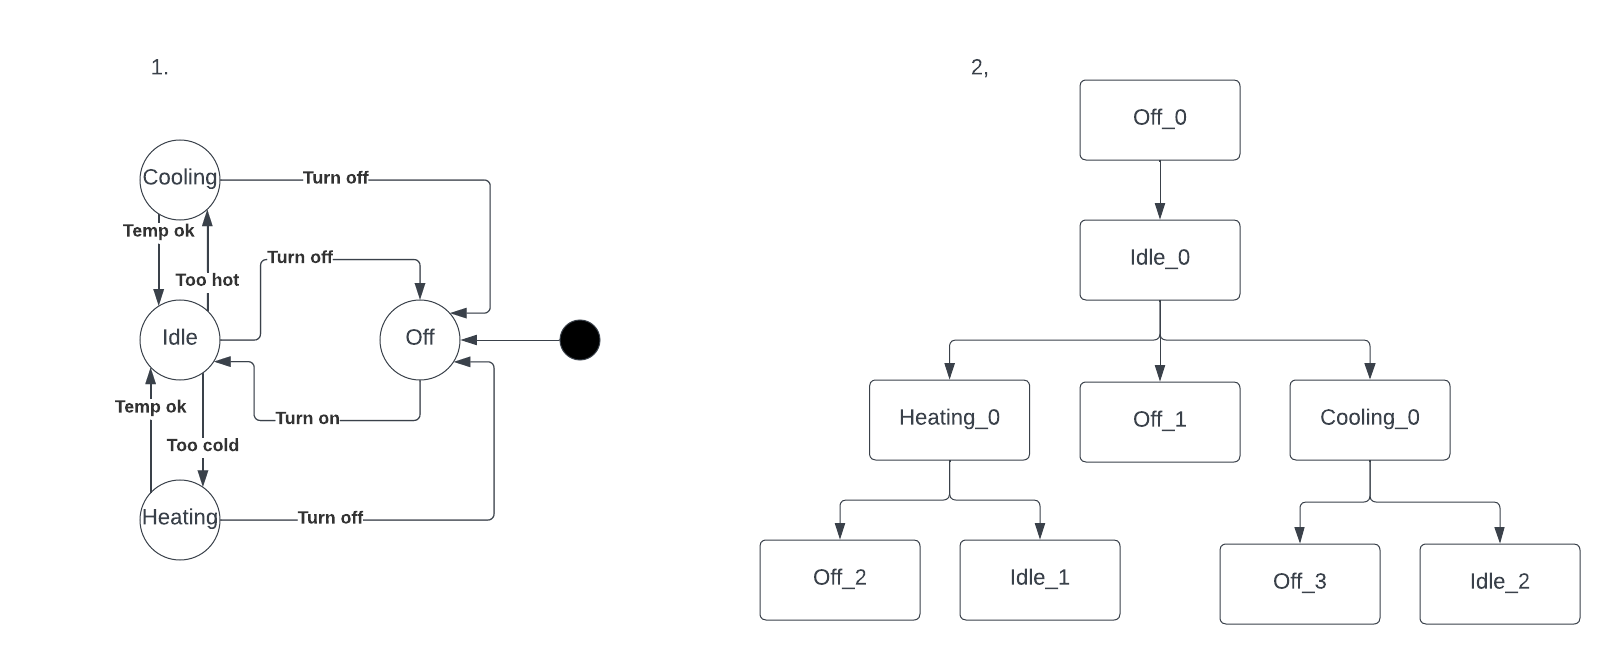 1.
Cooling
Turn off
Temp ok
Too hot
Turn off
Idle
Off
Temp ok
Turn on
Too cold
Heating
Turn off
2,
Off_0
Idle_0
Heating_0
Off_1
Cooling_0
Off_2
Idle_1
Off_3
Idle_2